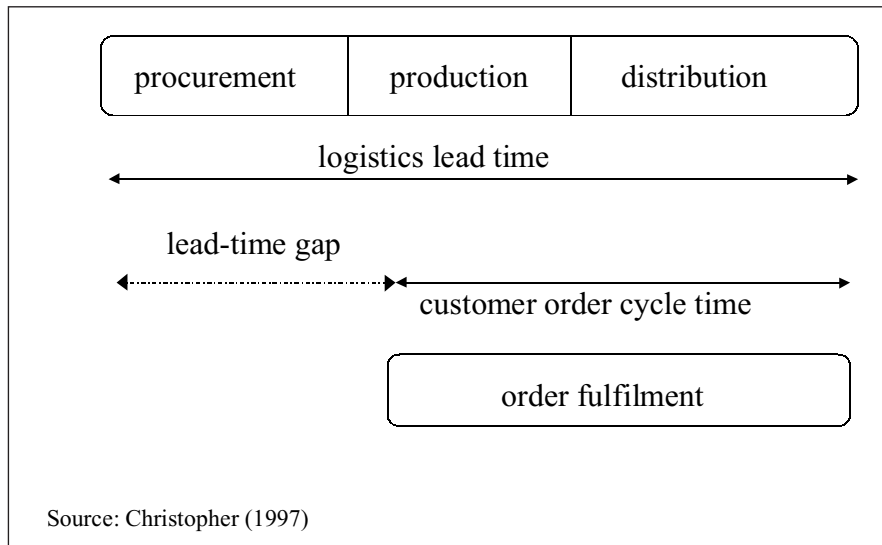 procurement production distribution
logistics lead time
lead-time gap
customer order cycle time
order fulfilment
Source: Christopher (1997)